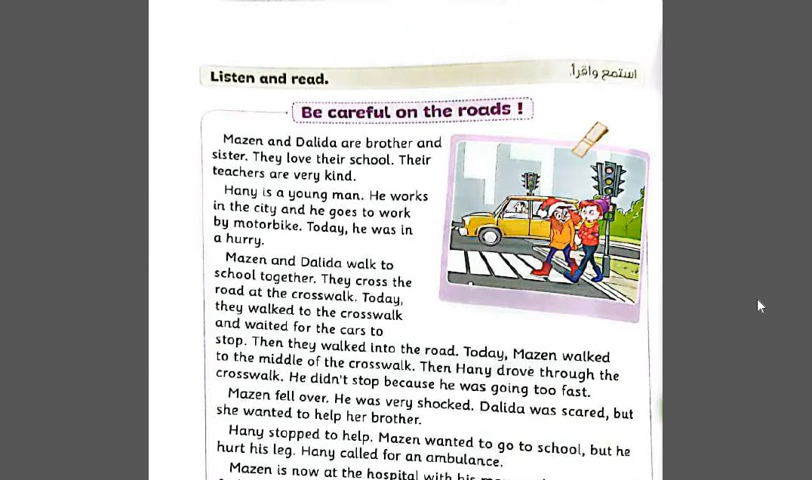 Listen and read.
استمع واقرأ.
Be careful on the roads !
Mazen and Dalida are brother and
sister. They love their school. Their
teachers are very kind.
Hany is a young man. He works
in the city and he goes to work
by motorbike. Today, he was in
a hurry.
Mazen and Dalida walk to
school together. They cross the
road at the crosswalk. Today,
they walked to the crosswalk
and waited for the cars to
stop. Then they walked into the road. Today, Mazen walked
to the middle of the crosswalk. Then Hany drove through the
crosswalk. He didn't stop because he was going too fast.
Mazen fell over. He was very shocked. Dalida was scared, but
she wanted to help her brother.
Hany stopped to help. Mazen wanted to go to school, but he
hurt his leg. Hany called for an ambulance.
Mazen is now at the hospital with his